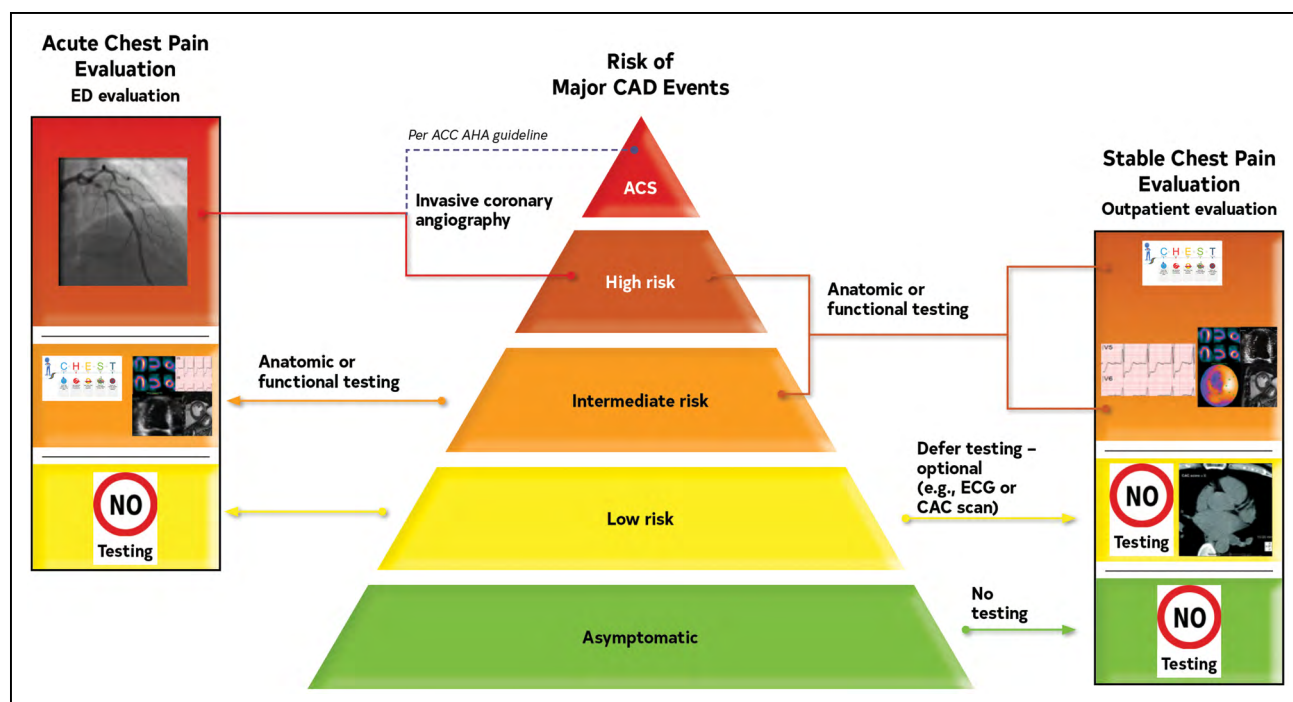 Acute Chest Pain
Evaluation
ED evaluation
Risk of
Major CAD Events
Per ACC AHA guideline
Invasive coronary
angiography
ACS
High risk
Anatomic or
functional testing
Stable Chest Pain
Evaluation
Outpatient evaluation
C H E S T
V5
V6
C H E S T
Anatomic or
functional testing
Intermediate risk
NO
Testing
Low risk
Defer testing –
optional
(e.g., ECG or
CAC scan)
NO
Testing
Asymptomatic
No
testing
NO
Testing